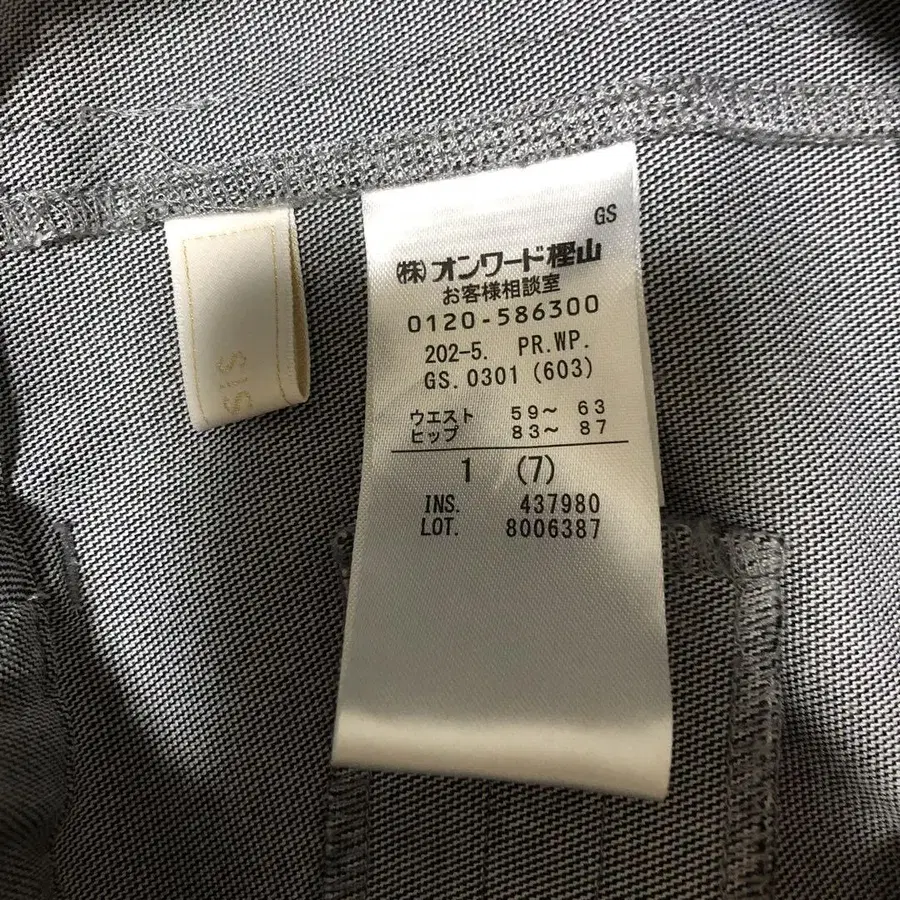 GS
(株)オンワード樫山
お客様相談室
0120-586300
202-5. PR.WP.
GS.0301(603)
ウエスト 59～ 63
ヒップ 83～ 87
1 (7)
INS. 437980
LOT. 8006387
SIS